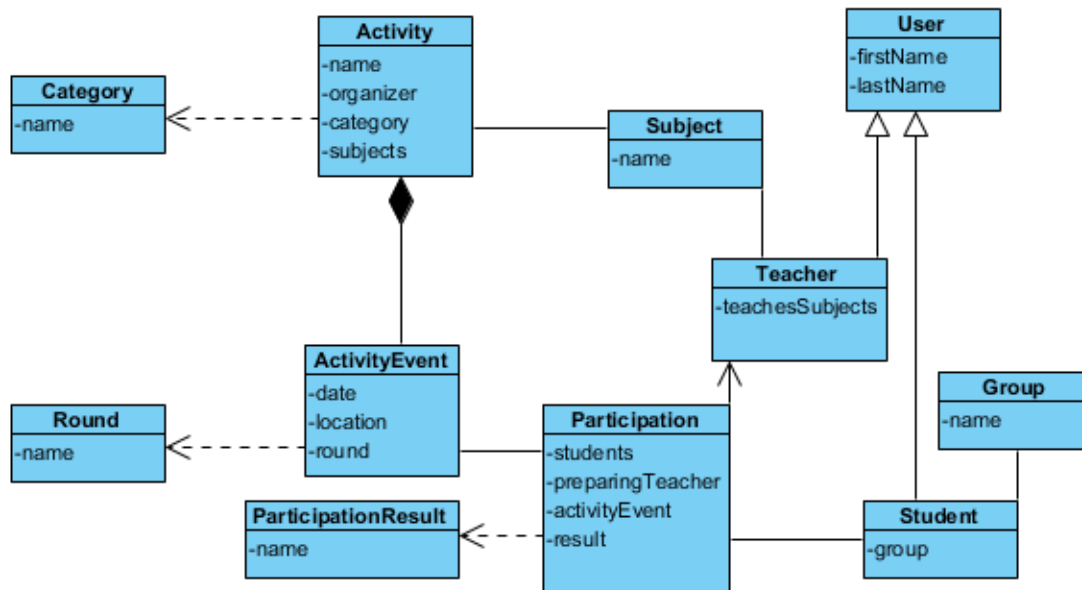 Activity
-name
-organizer
-category
-subjects
User
-firstName
-lastName
Category
-name
Subject
-name
Teacher
-teachesSubjects
ActivityEvent
-date
-location
-round
Group
-name
Round
-name
Participation
-students
-preparingTeacher
-activityEvent
-result
ParticipationResult
-name
Student
-group